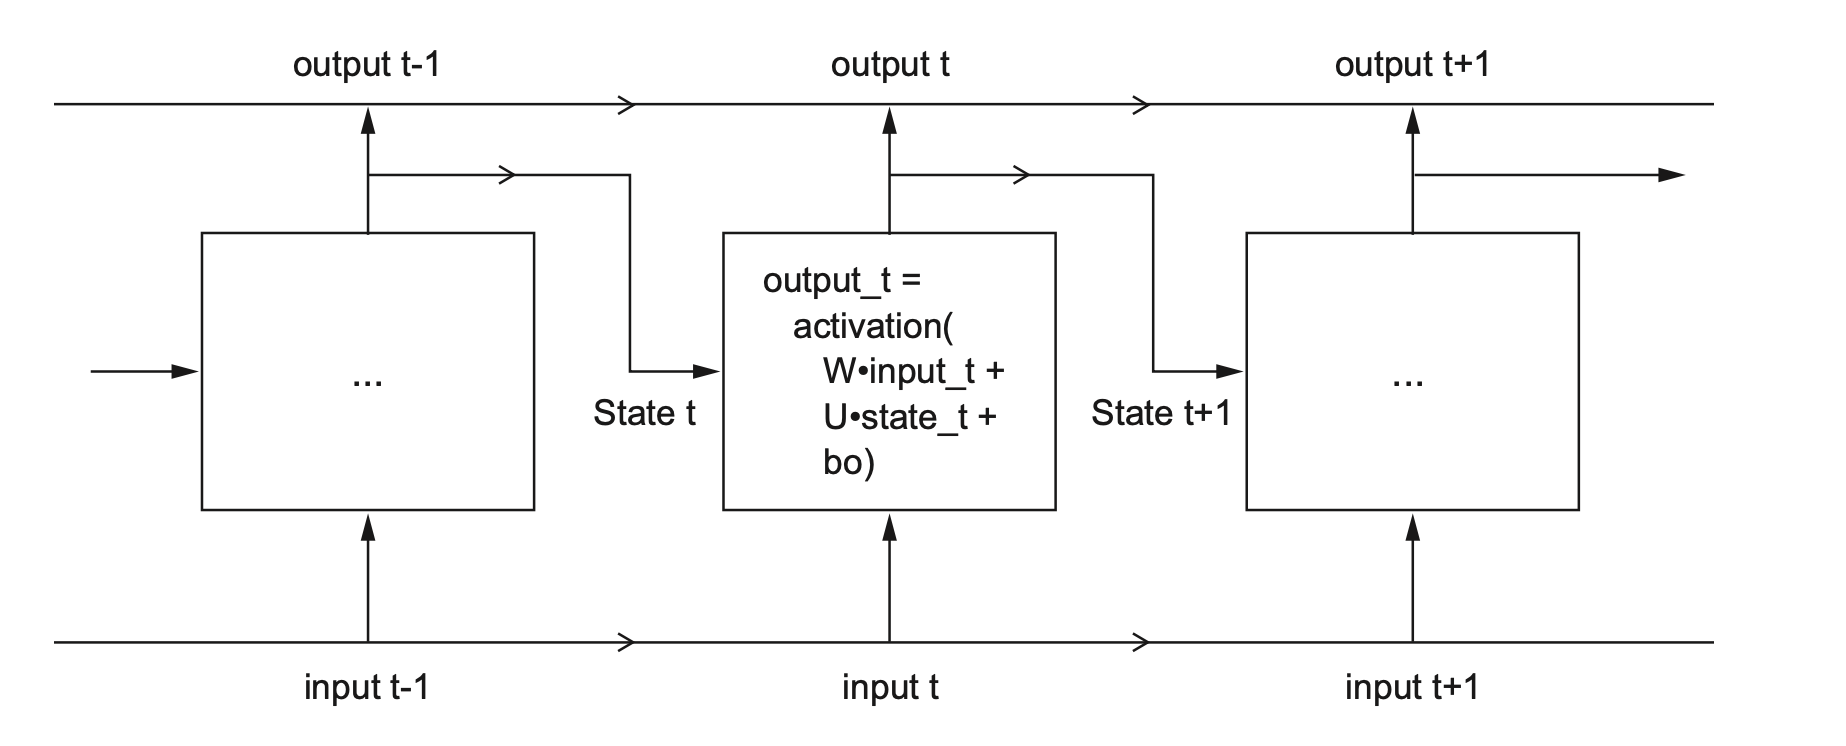 output t-1
output t
output t+1
output_t =
activation(
W•input_t +
U•state_t +
bo)
...
...
State t
State t+1
input t-1
input t
input t+1